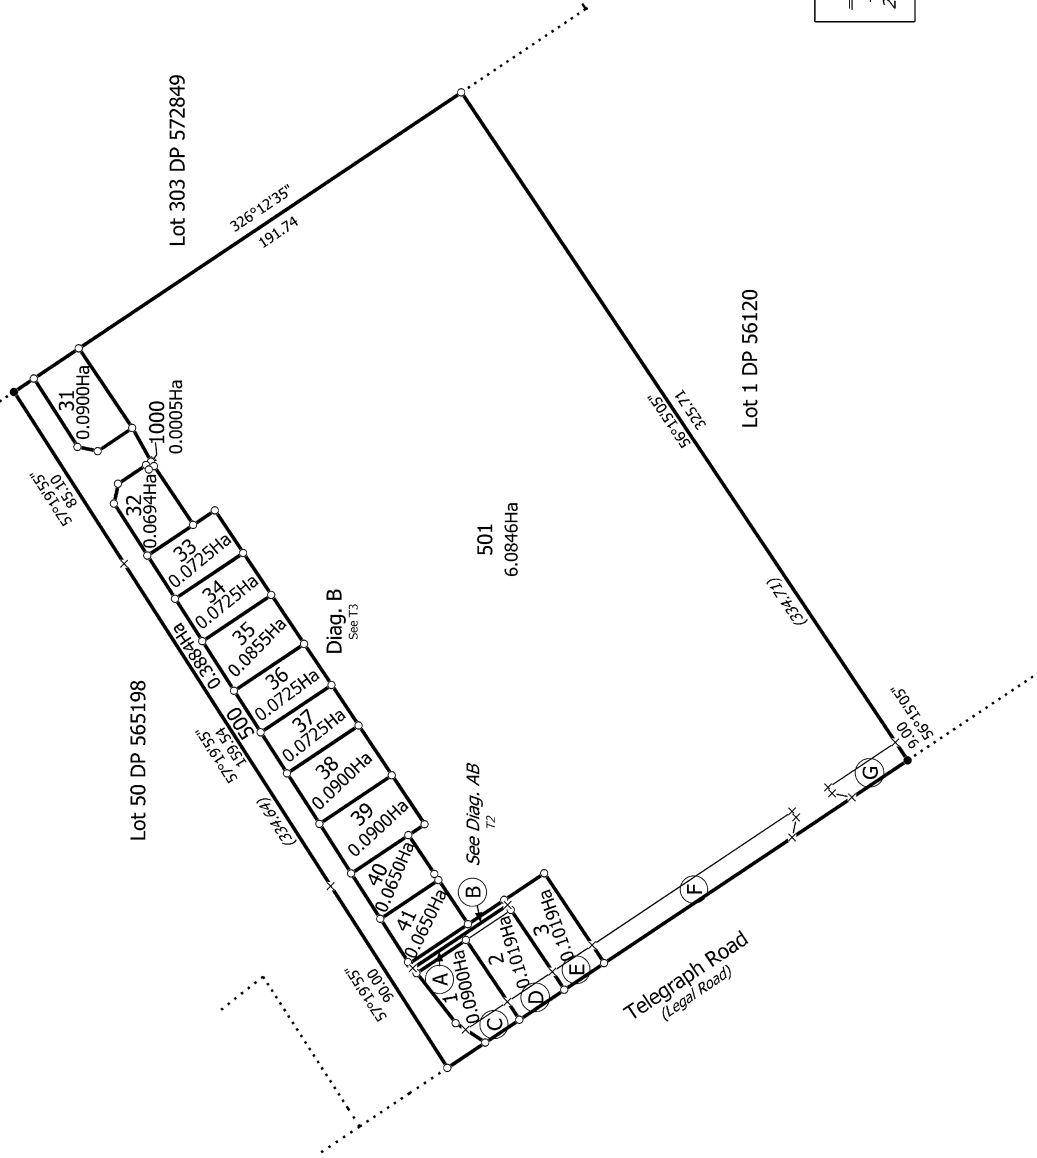 Lot 303 DP 572849
326°12'35"
191.74
31
0.0900Ha
1000
0.0005Ha
57°19'55"
85.10
32
0.0694Ha
33
0.0725Ha
34
0.0725Ha
35
0.0855Ha
36
0.0725Ha
37
0.0725Ha
38
0.0900Ha
39
0.0900Ha
40
0.0650Ha
41
0.0650Ha
500
0.3884Ha
57°19'55"
159.54
(334.64)
Lot 50 DP 565198
Diag. B
See T3
501
6.0846Ha
Lot 1 DP 56120
56°15'05"
325.71
(334.71)
56°15'05"
9.00
See Diag. AB
T2
57°19'55"
90.00
1
0.0900Ha
2
0.1019Ha
3
0.1019Ha
A
B
C
D
E
F
G
Telegraph Road
(Legal Road)